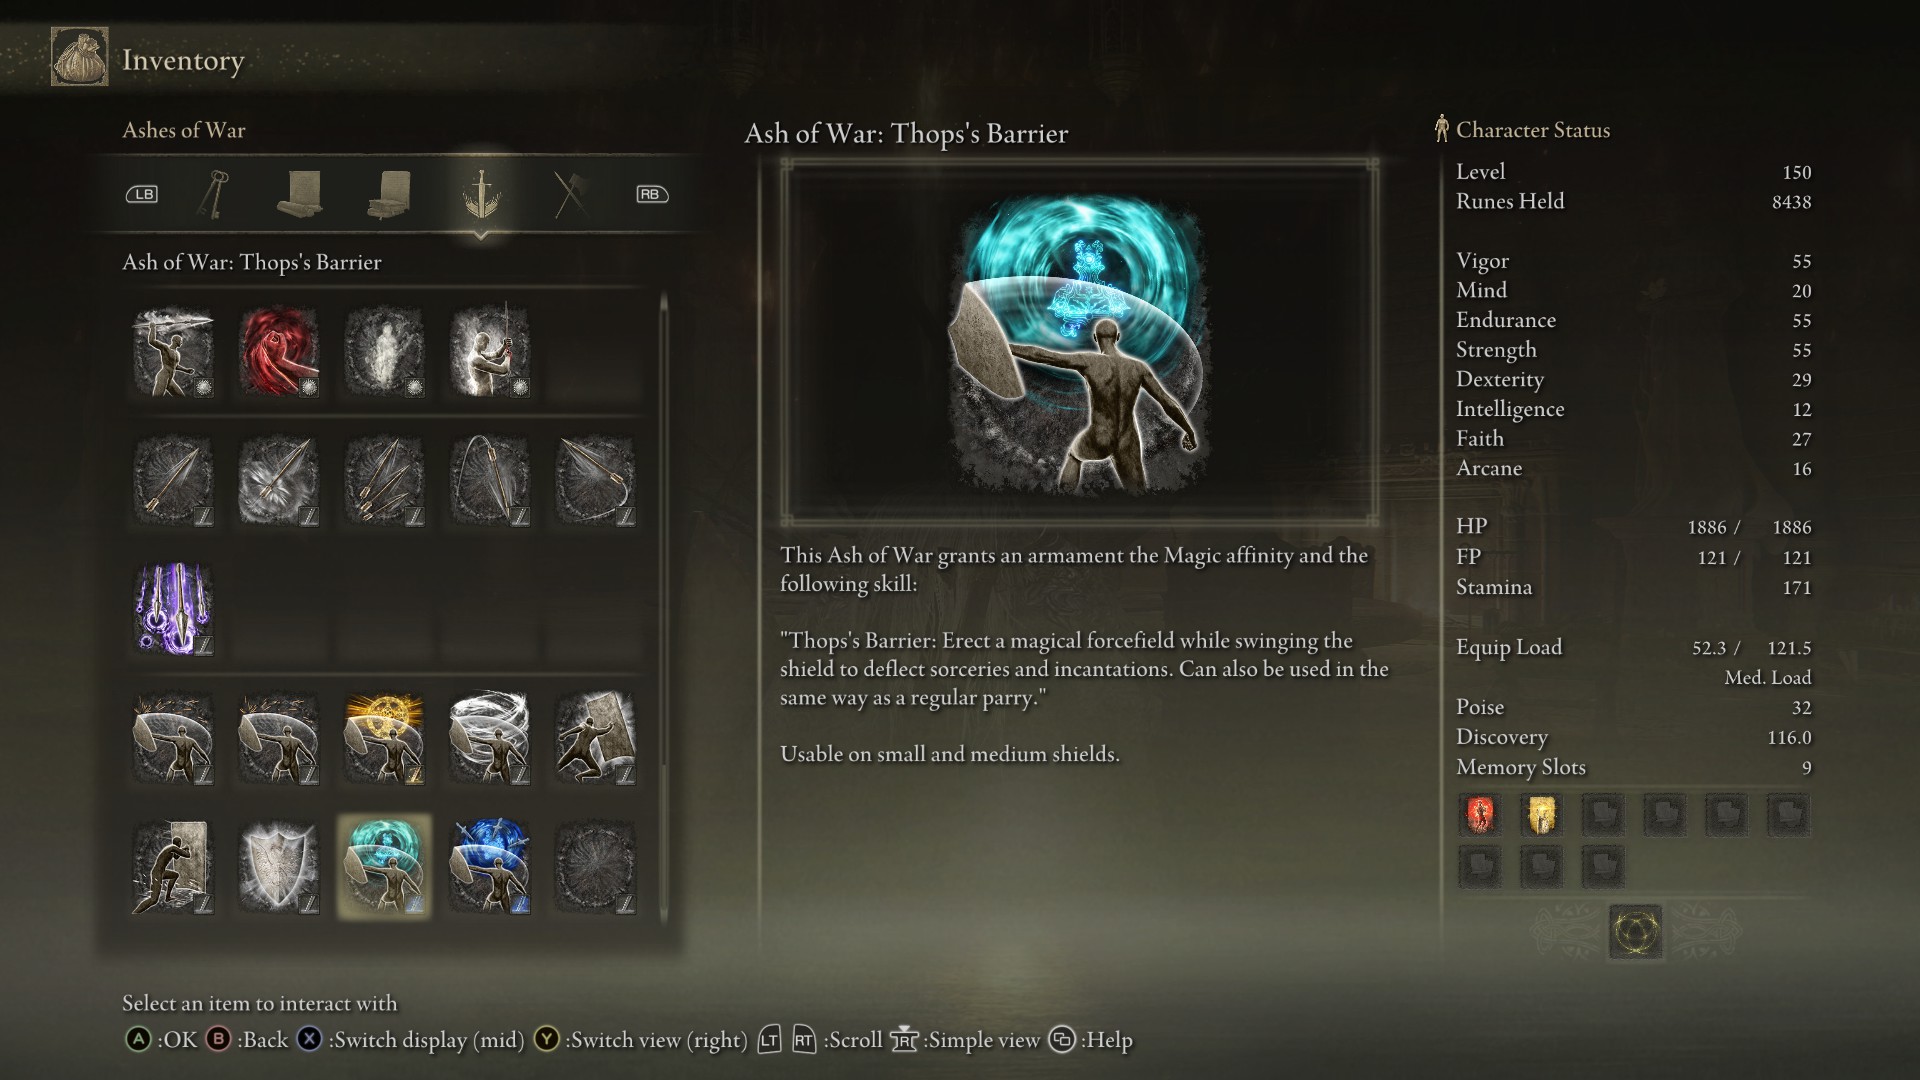 Inventory
Ashes of War
LB
RB
Ash of War: Thops's Barrier
Ash of War: Thops's Barrier
This Ash of War grants an armament the Magic affinity and the
following skill:
"Thops's Barrier: Erect a magical forcefield while swinging the
shield to deflect sorceries and incantations. Can also be used in the
same way as a regular parry."
Usable on small and medium shields.
Character Status
Level 150
Runes Held 8438
Vigor 55
Mind 20
Endurance 55
Strength 55
Dexterity 29
Intelligence 12
Faith 27
Arcane 16
HP 1886 / 1886
FP 121 / 121
Stamina 171
Equip Load 52.3 / 121.5
Med. Load
Poise 32
Discovery 116.0
Memory Slots 9
Select an item to interact with
A :OK B :Back X :Switch display (mid) Y :Switch view (right) LT RT :Scroll R :Simple view :Help